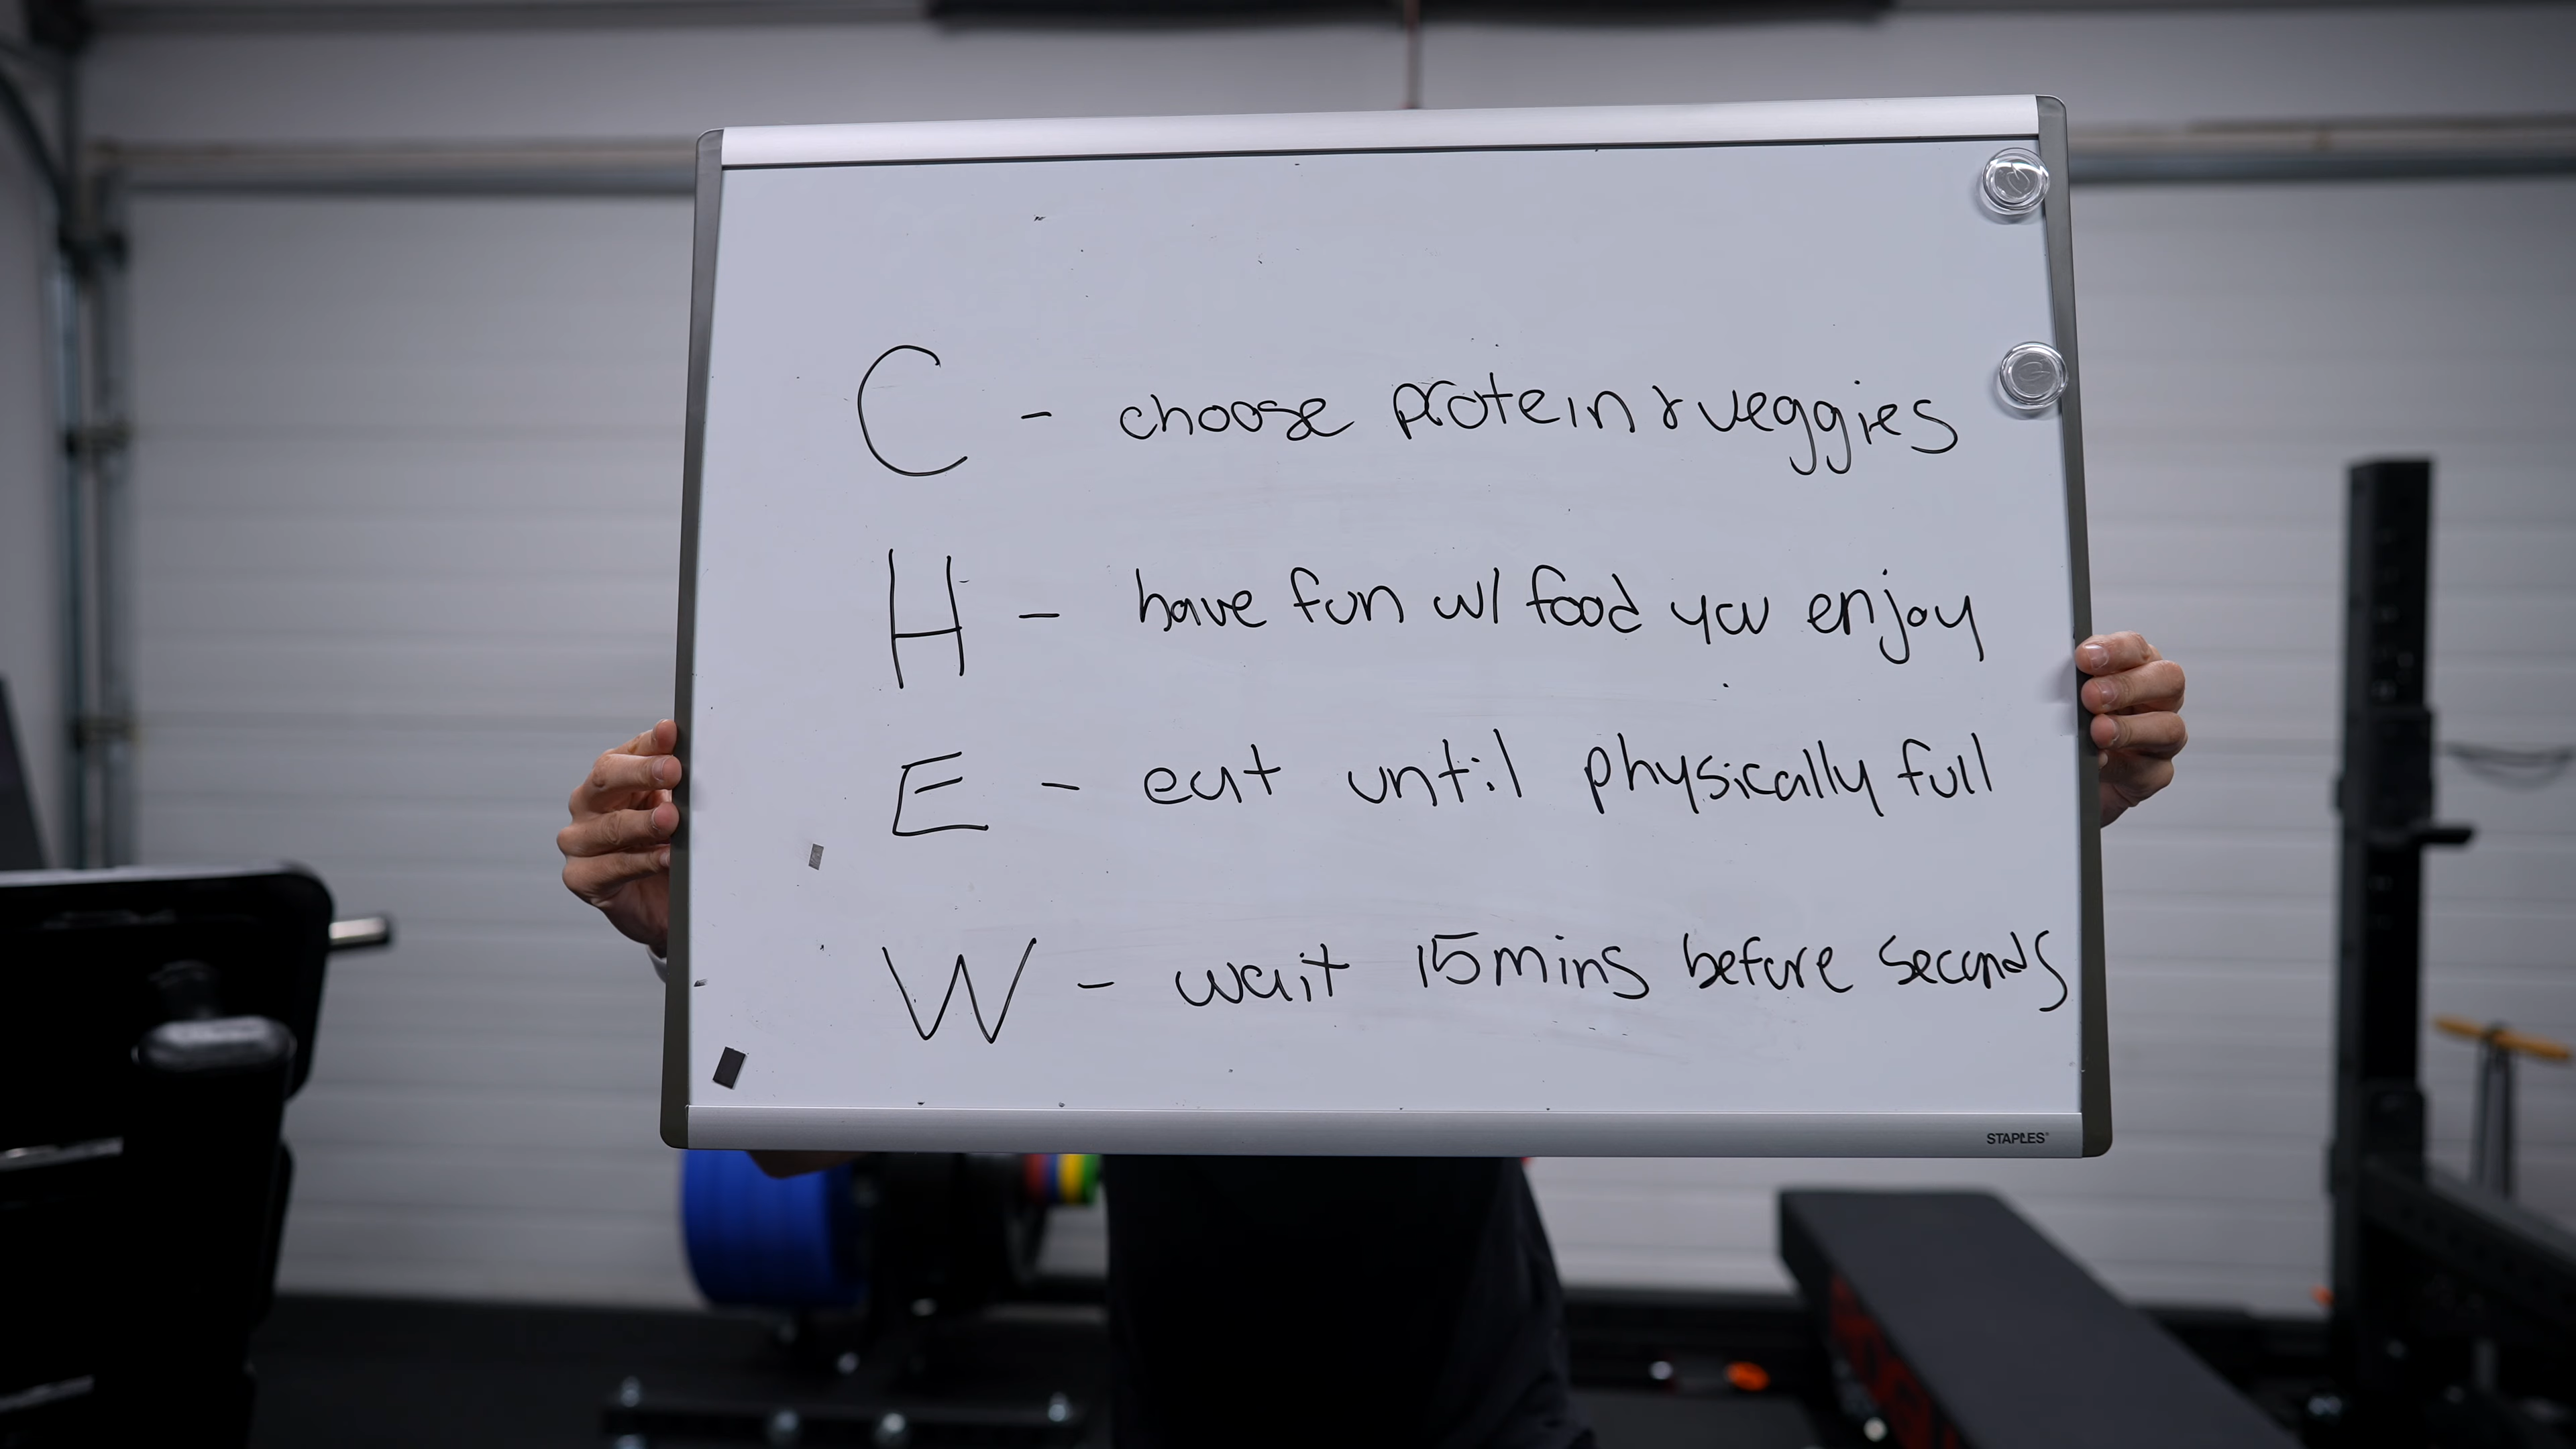 C - choose protein & veggies
H - have fun w/ food you enjoy
E - eat until physically full
W - wait 15mins before seconds
STAPLES